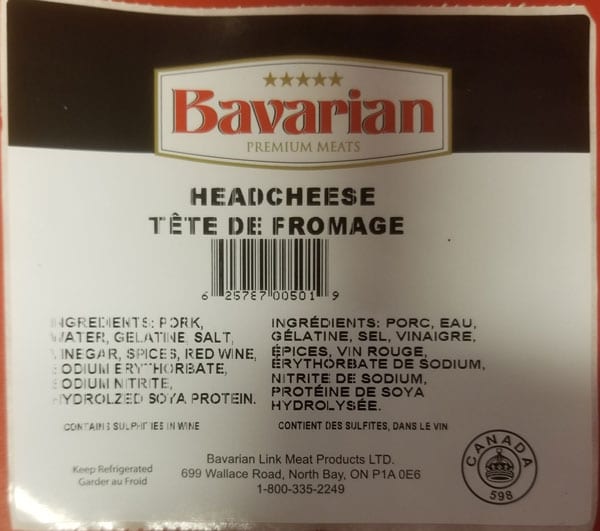 Bavarian
PREMIUM MEATS
HEADCHEESE
TÊTE DE FROMAGE
6 25787 00501 9
INGREDIENTS: PORK,
WATER, GELATINE, SALT,
VINEGAR, SPICES, RED WINE,
SODIUM ERYTHORBATE,
SODIUM NITRITE,
HYDROLZED SOYA PROTEIN.
CONTAINS SULPHITES IN WINE
INGRÉDIENTS: PORC, EAU,
GÉLATINE, SEL, VINAIGRE,
ÉPICES, VIN ROUGE,
ÉRYTHORBATE DE SODIUM,
NITRITE DE SODIUM,
PROTÉINE DE SOYA
HYDROLYSÉE.
CONTIENT DES SULFITES, DANS LE VIN
Keep Refrigerated
Garder au Froid
Bavarian Link Meat Products LTD.
699 Wallace Road, North Bay, ON P1A 0E6
1-800-335-2249
CANADA
598